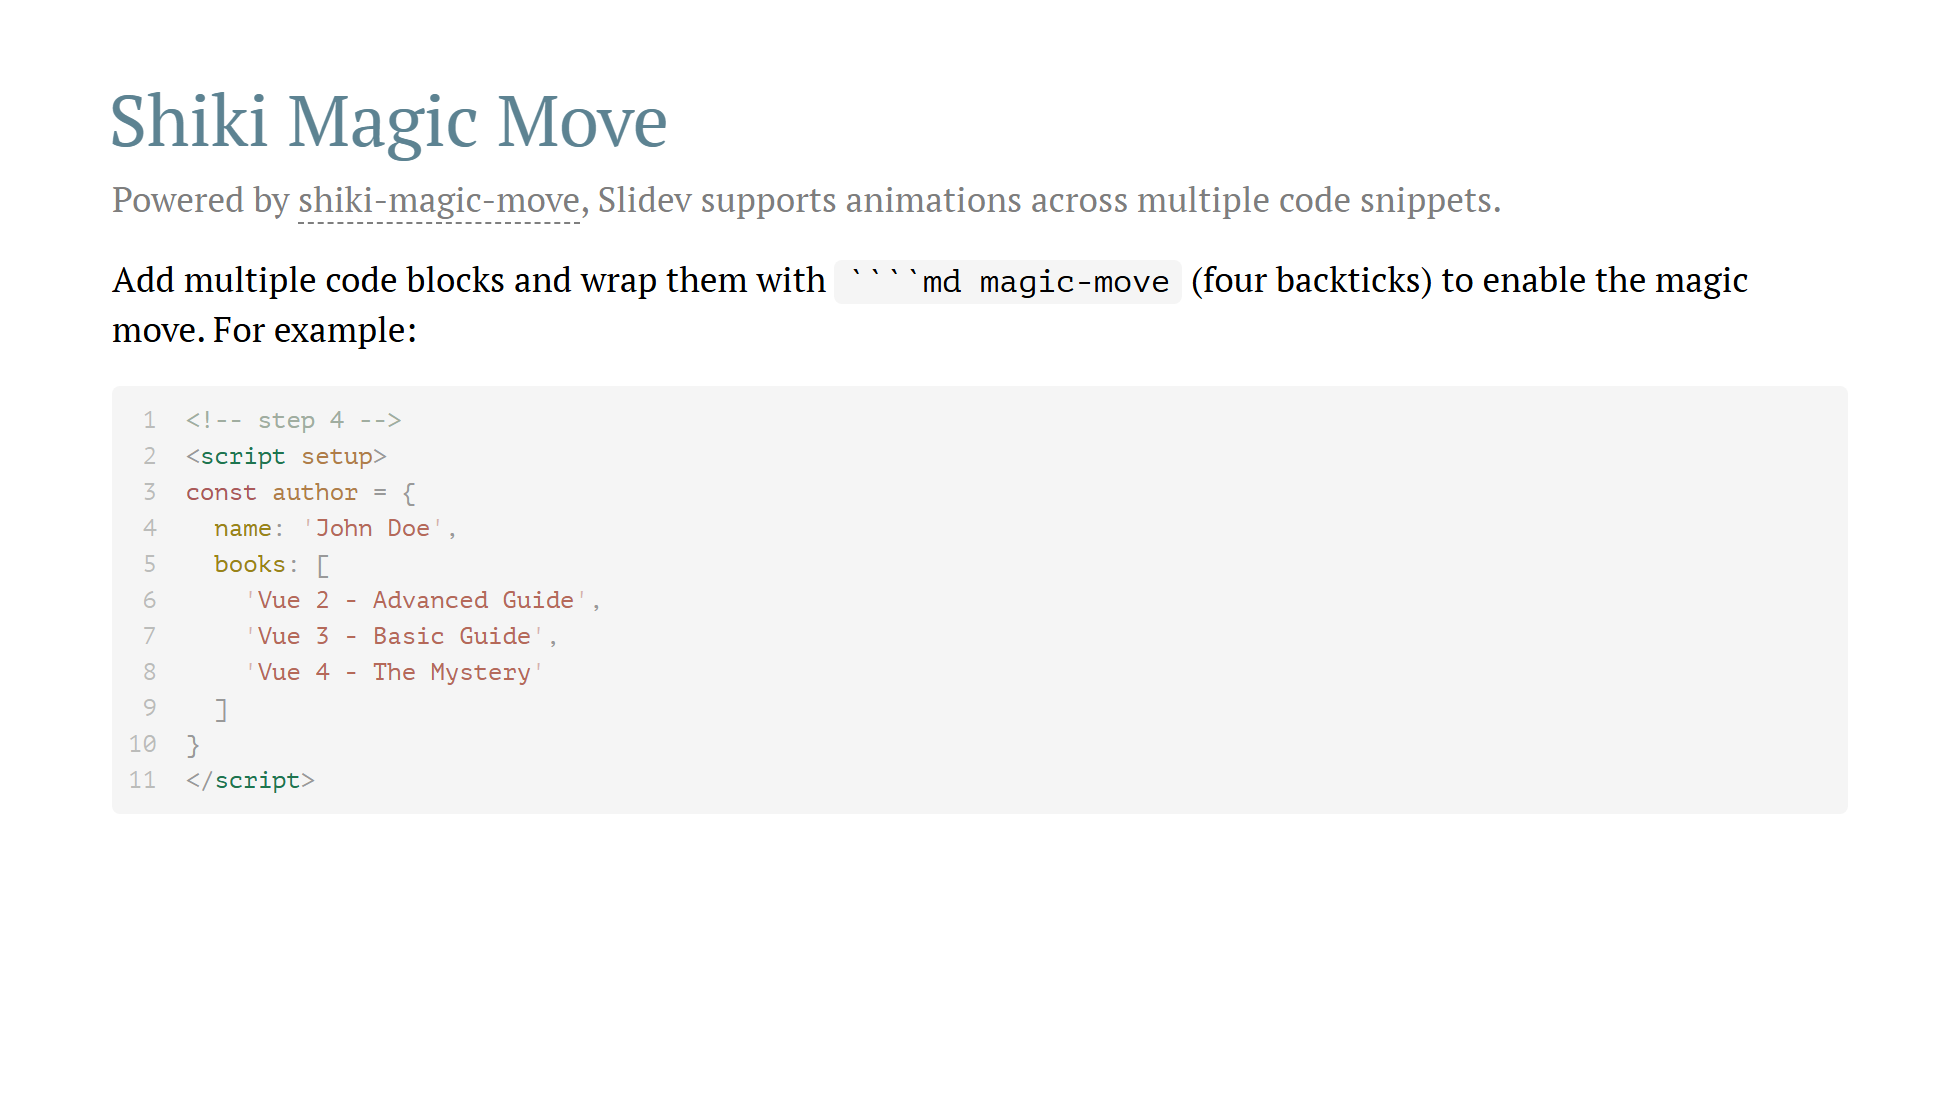 Shiki Magic Move
Powered by shiki-magic-move, Slidev supports animations across multiple code snippets.
Add multiple code blocks and wrap them with ````md magic-move (four backticks) to enable the magic
move. For example:
1 <!-- step 4 -->
2 <script setup>
3 const author = {
4   name: 'John Doe',
5   books: [
6     'Vue 2 - Advanced Guide',
7     'Vue 3 - Basic Guide',
8     'Vue 4 - The Mystery'
9   ]
10 }
11 </script>